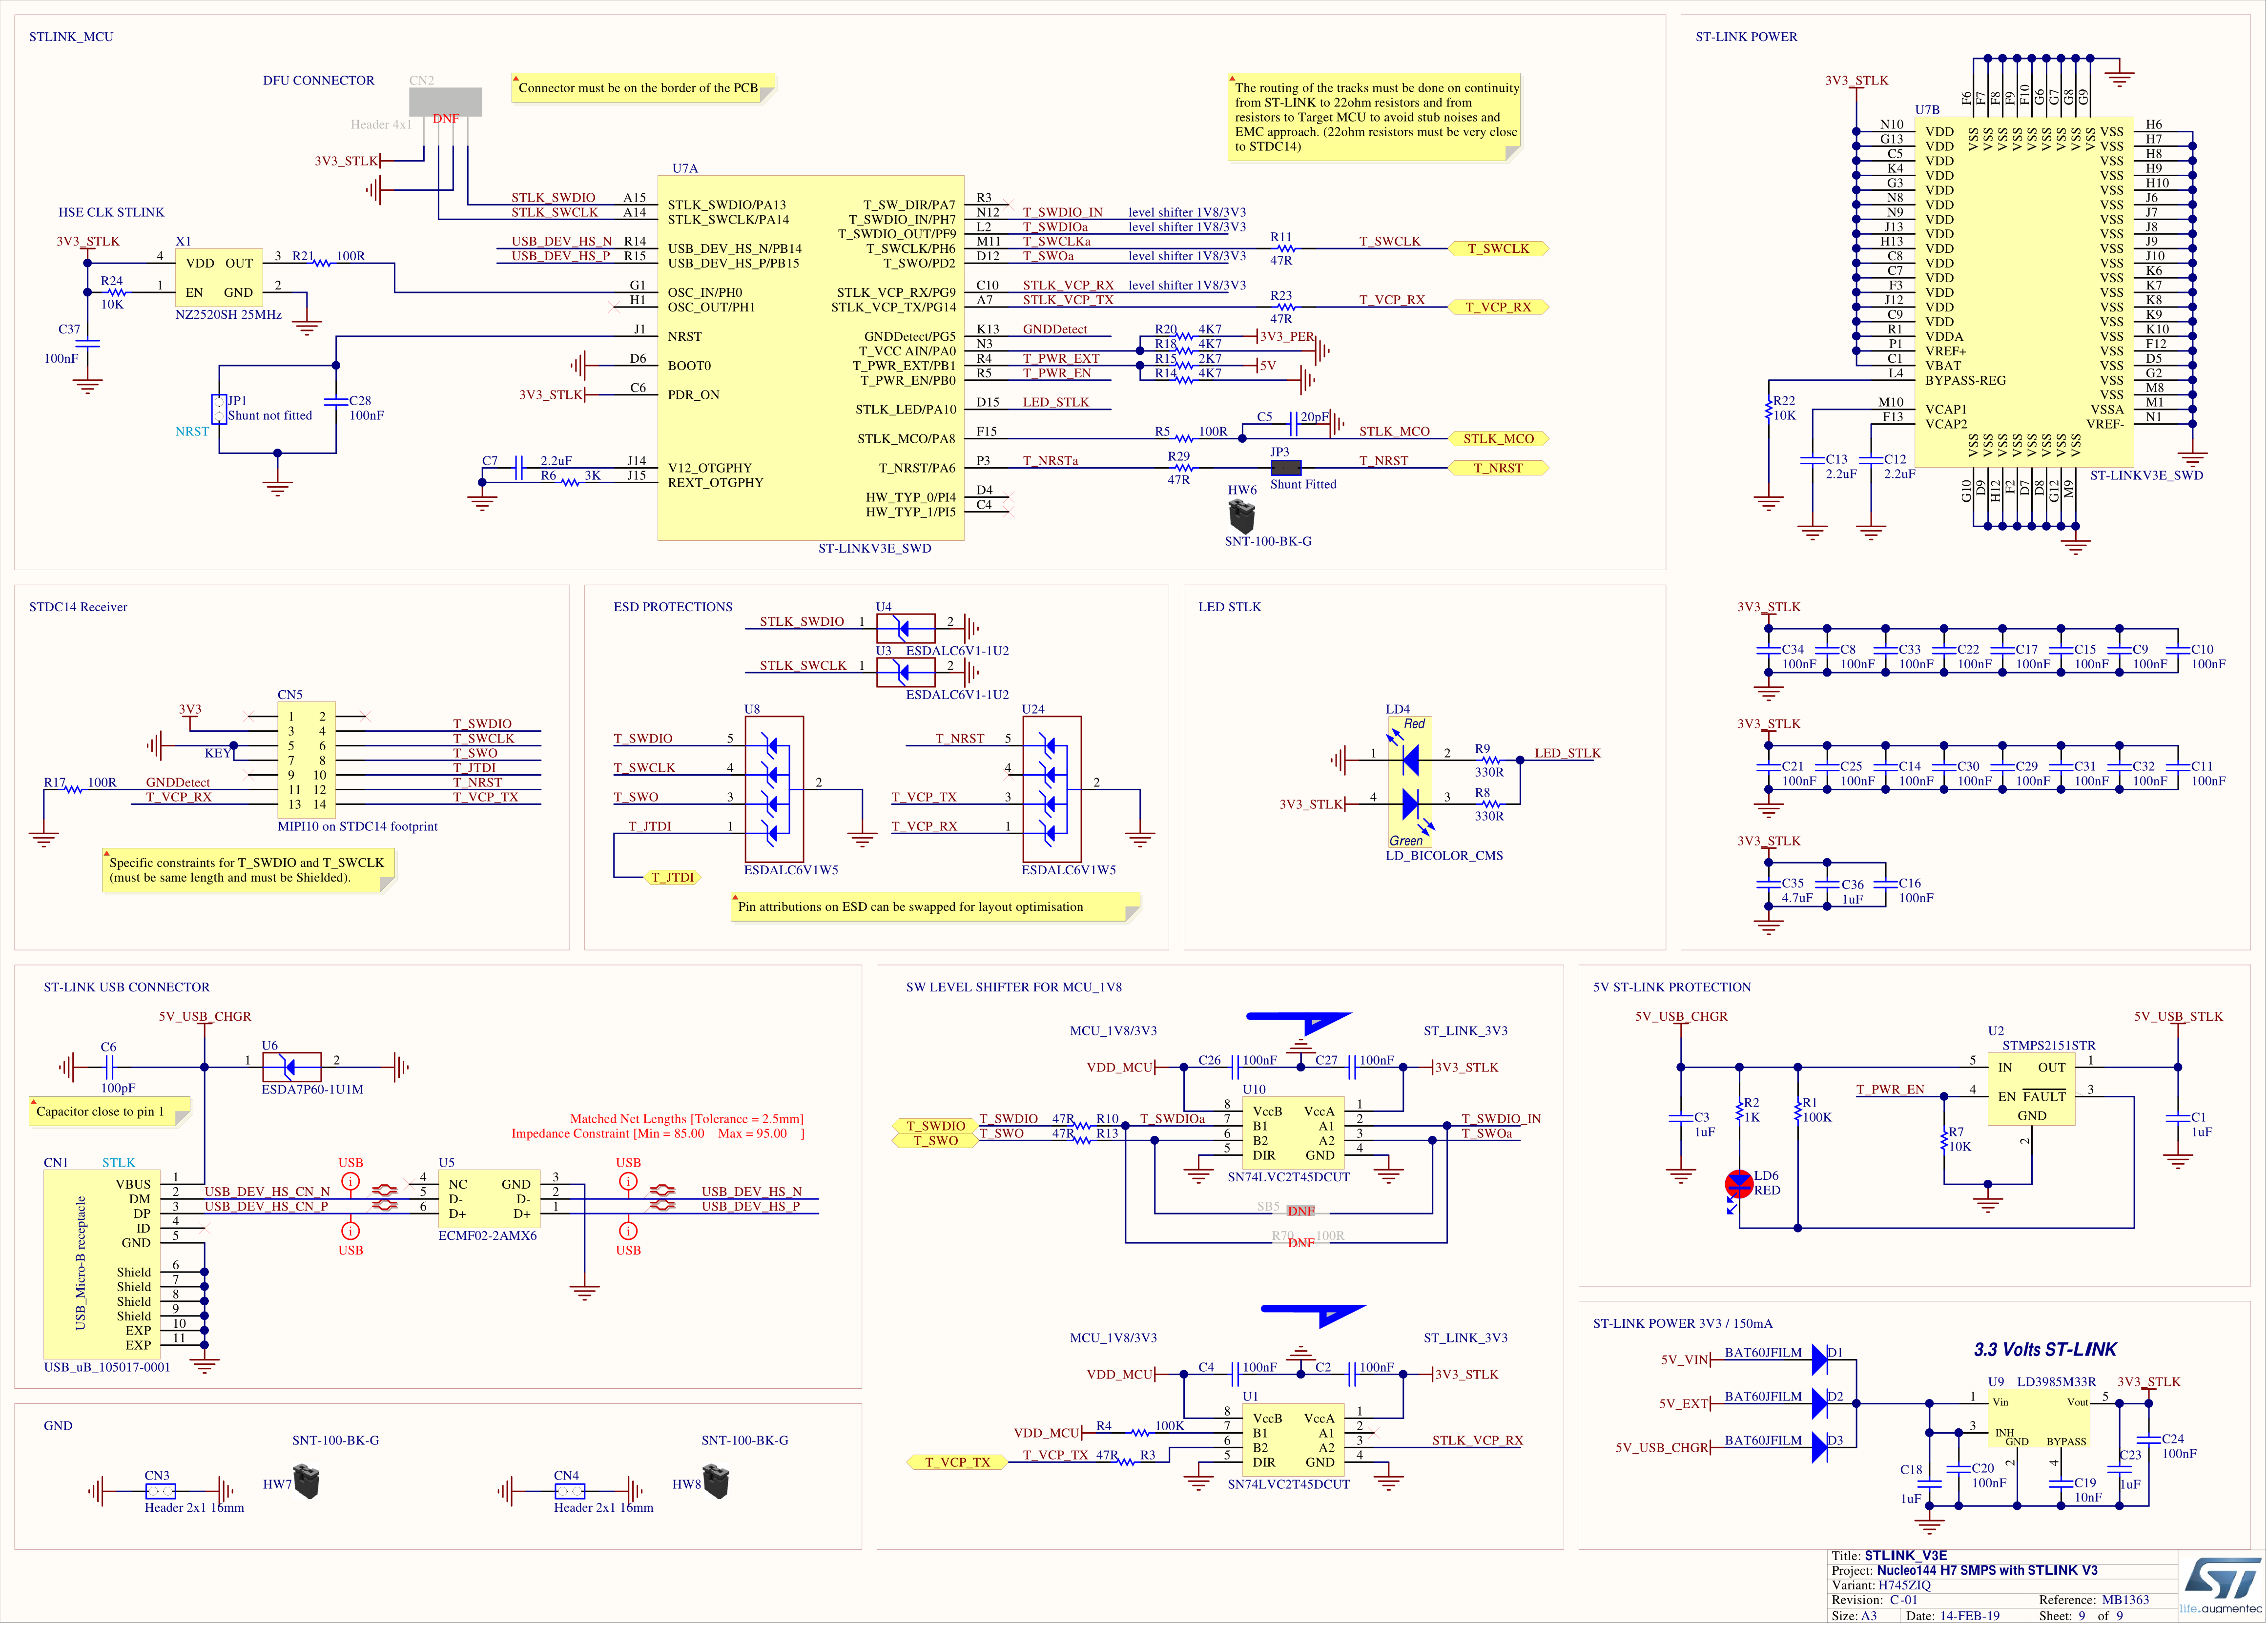 STLINK_MCU
DFU CONNECTOR
CN2
DNF
Header 4x1
Connector must be on the border of the PCB
The routing of the tracks must be done on continuity
from ST-LINK to 22ohm resistors and from
resistors to Target MCU to avoid stub noises and
EMC approach. (22ohm resistors must be very close
to STDC14)
3V3_STLK
HSE CLK STLINK
3V3_STLK
X1
4 VDD OUT 3 R21 100R
R24
10K
1 EN GND 2
NZ2520SH 25MHz
C37
100nF
JP1
Shunt not fitted
NRST
C28
100nF
C7 2.2uF
R6 3K
U7A
STLK_SWDIO A15 STLK_SWDIO/PA13
STLK_SWCLK A14 STLK_SWCLK/PA14
USB_DEV_HS_N R14 USB_DEV_HS_N/PB14
USB_DEV_HS_P R15 USB_DEV_HS_P/PB15
G1 OSC_IN/PH0
H1 OSC_OUT/PH1
J1 NRST
D6 BOOT0
3V3_STLK C6 PDR_ON
J14 V12_OTGPHY
J15 REXT_OTGPHY
T_SW_DIR/PA7 R3
T_SWDIO_IN/PH7 N12 T_SWDIO_IN level shifter 1V8/3V3
T_SWDIO_OUT/PF9 L2 T_SWDIOa level shifter 1V8/3V3
T_SWCLK/PH6 M11 T_SWCLKa R11 47R T_SWCLK T_SWCLK
T_SWO/PD2 D12 T_SWOa level shifter 1V8/3V3
STLK_VCP_RX/PG9 C10 STLK_VCP_RX level shifter 1V8/3V3
STLK_VCP_TX/PG14 A7 STLK_VCP_TX R23 47R T_VCP_RX T_VCP_RX
GNDDetect/PG5 K13 GNDDetect R20 4K7 3V3_PER
T_VCC AIN/PA0 N3 R18 4K7
T_PWR_EXT/PB1 R4 T_PWR_EXT R15 2K7 5V
T_PWR_EN/PB0 R5 T_PWR_EN R14 4K7
STLK_LED/PA10 D15 LED_STLK
C5 20pF
STLK_MCO/PA8 F15 R5 100R STLK_MCO STLK_MCO
T_NRST/PA6 P3 T_NRSTa R29 47R JP3 Shunt Fitted T_NRST T_NRST
HW_TYP_0/PI4 D4
HW_TYP_1/PI5 C4
ST-LINKV3E_SWD
HW6
SNT-100-BK-G
ST-LINK POWER
3V3_STLK
U7B
F6 F7 F8 F9 F10 G6 G7 G8 G9
VSS VSS VSS VSS VSS VSS VSS VSS VSS
N10 VDD VSS H6
G13 VDD VSS H7
C5 VDD VSS H8
K4 VDD VSS H9
G3 VDD VSS H10
N8 VDD VSS J6
N9 VDD VSS J7
J13 VDD VSS J8
H13 VDD VSS J9
C8 VDD VSS J10
C7 VDD VSS K6
F3 VDD VSS K7
J12 VDD VSS K8
C9 VDD VSS K9
R1 VDDA VSS K10
P1 VREF+ VSS F12
C1 VBAT VSS D5
L4 BYPASS-REG VSS G2
VSS M8
M10 VCAP1 VSSA M1
F13 VCAP2 VREF- N1
VSS VSS VSS VSS VSS VSS VSS VSS
G10 D9 H12 F2 D7 D8 G12 M9
R22
10K
C13
2.2uF
C12
2.2uF
ST-LINKV3E_SWD
3V3_STLK
C34 C8 C33 C22 C17 C15 C9 C10
100nF 100nF 100nF 100nF 100nF 100nF 100nF 100nF
3V3_STLK
C21 C25 C14 C30 C29 C31 C32 C11
100nF 100nF 100nF 100nF 100nF 100nF 100nF 100nF
3V3_STLK
C35 C36 C16
4.7uF 1uF 100nF
STDC14 Receiver
CN5
3V3
1 2
3 4 T_SWDIO
5 6 T_SWCLK
KEY 7 8 T_SWO
9 10 T_JTDI
R17 100R GNDDetect 11 12 T_NRST
T_VCP_RX 13 14 T_VCP_TX
MIPI10 on STDC14 footprint
Specific constraints for T_SWDIO and T_SWCLK
(must be same length and must be Shielded).
ESD PROTECTIONS
U4
STLK_SWDIO 1 2
ESDALC6V1-1U2
U3
STLK_SWCLK 1 2
ESDALC6V1-1U2
U8
T_SWDIO 5
T_SWCLK 4
2
T_SWO 3
T_JTDI 1
ESDALC6V1W5
T_JTDI
U24
T_NRST 5
4
2
T_VCP_TX 3
T_VCP_RX 1
ESDALC6V1W5
Pin attributions on ESD can be swapped for layout optimisation
LED STLK
LD4
Red
1 2 R9 330R LED_STLK
3V3_STLK 4 3 R8 330R
Green
LD_BICOLOR_CMS
ST-LINK USB CONNECTOR
5V_USB_CHGR
C6
100pF
U6
1 2
ESDA7P60-1U1M
Capacitor close to pin 1
Matched Net Lengths [Tolerance = 2.5mm]
Impedance Constraint [Min = 85.00 Max = 95.00 ]
CN1 STLK
USB_Micro-B receptacle
VBUS 1
DM 2 USB_DEV_HS_CN_N
DP 3 USB_DEV_HS_CN_P
ID 4
GND 5
Shield 6
Shield 7
Shield 8
Shield 9
EXP 10
EXP 11
USB_uB_105017-0001
USB
USB
U5
4 NC GND 3
5 D- D- 2
6 D+ D+ 1
ECMF02-2AMX6
USB
USB
USB_DEV_HS_N
USB_DEV_HS_P
GND
SNT-100-BK-G
CN3
HW7
Header 2x1 16mm
SNT-100-BK-G
CN4
HW8
Header 2x1 16mm
SW LEVEL SHIFTER FOR MCU_1V8
MCU_1V8/3V3 ST_LINK_3V3
VDD_MCU C26 100nF C27 100nF 3V3_STLK
U10
8 VccB VccA 1
T_SWDIO T_SWDIO 47R R10 T_SWDIOa 7 B1 A1 2 T_SWDIO_IN
T_SWO T_SWO 47R R13 6 B2 A2 3 T_SWOa
5 DIR GND 4
SN74LVC2T45DCUT
SB5 DNF
R70 DNF 100R
MCU_1V8/3V3 ST_LINK_3V3
VDD_MCU C4 100nF C2 100nF 3V3_STLK
U1
8 VccB VccA 1
VDD_MCU R4 100K 7 B1 A1 2
6 B2 A2 3 STLK_VCP_RX
T_VCP_TX T_VCP_TX 47R R3 5 DIR GND 4
SN74LVC2T45DCUT
5V ST-LINK PROTECTION
5V_USB_CHGR 5V_USB_STLK
U2
STMPS2151STR
5 IN OUT 1
T_PWR_EN 4 EN FAULT 3
GND
2
C3
1uF
R2
1K
R1
100K
R7
10K
C1
1uF
LD6
RED
ST-LINK POWER 3V3 / 150mA
3.3 Volts ST-LINK
5V_VIN BAT60JFILM D1
5V_EXT BAT60JFILM D2
5V_USB_CHGR BAT60JFILM D3
U9 LD3985M33R
3V3_STLK
1 Vin Vout 5
3 INH
GND BYPASS
2 4
C18
1uF
C20
100nF
C19
10nF
C23
1uF
C24
100nF
Title: STLINK_V3E
Project: Nucleo144 H7 SMPS with STLINK V3
Variant: H745ZIQ
Revision: C-01 Reference: MB1363
Size: A3 Date: 14-FEB-19 Sheet: 9 of 9
ST
life.augmented